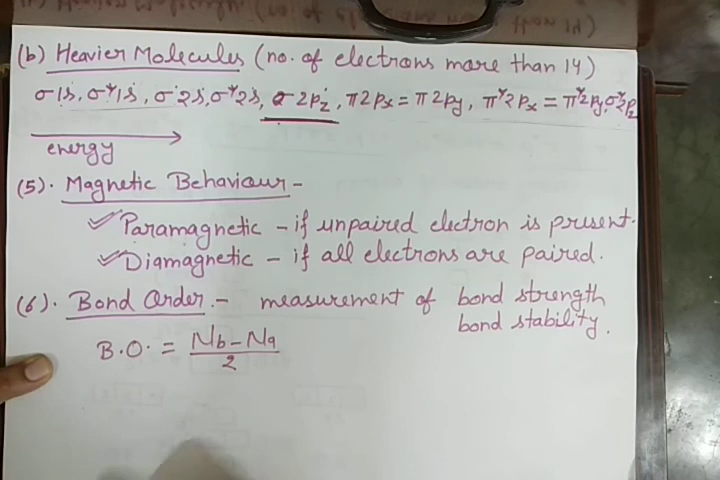 (b) Heavier Molecules (no. of electrons more than 14)
σ1s, σ*1s, σ2s, σ*2s, σ2pz, π2px = π2py, π*2px = π*2py, σ*2pz
energy
(5). Magnetic Behaviour -
Paramagnetic - if unpaired electron is present.
Diamagnetic - if all electrons are paired.
(6). Bond Order. - measurement of bond strength
bond stability.
B.O. = Nb-Na
2